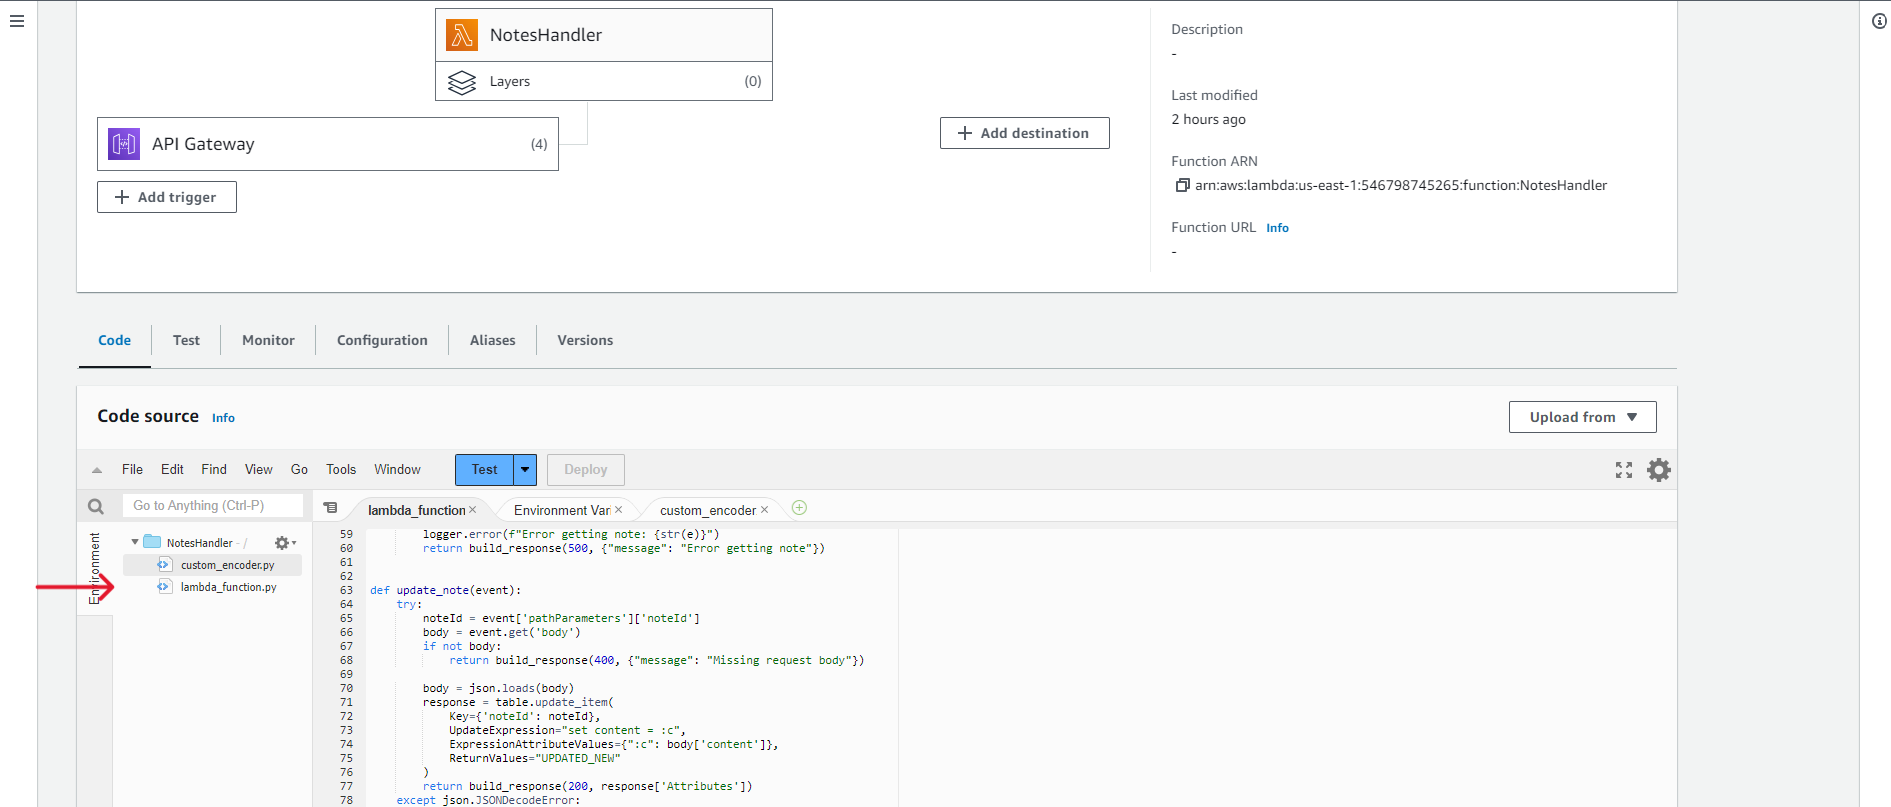 NotesHandler
Layers (0)
API Gateway (4)
Add trigger
Add destination
Description
-
Last modified
2 hours ago
Function ARN
arn:aws:lambda:us-east-1:546798745265:function:NotesHandler
Function URL Info
-
Code Test Monitor Configuration Aliases Versions
Code source Info
Upload from
File Edit Find View Go Tools Window Test Deploy
Go to Anything (Ctrl-P)
lambda_function Environment Vari custom_encoder.
Environment
NotesHandler - /
custom_encoder.py
lambda_function.py
59 logger.error(f"Error getting note: {str(e)}")
60 return build_response(500, {"message": "Error getting note"})
61
62
63 def update_note(event):
64 try:
65 noteId = event['pathParameters']['noteId']
66 body = event.get('body')
67 if not body:
68 return build_response(400, {"message": "Missing request body"})
69
70 body = json.loads(body)
71 response = table.update_item(
72 Key={'noteId': noteId},
73 UpdateExpression="set content = :c",
74 ExpressionAttributeValues={":c": body['content']},
75 ReturnValues="UPDATED_NEW"
76 )
77 return build_response(200, response['Attributes'])
78 except json.JSONDecodeError: